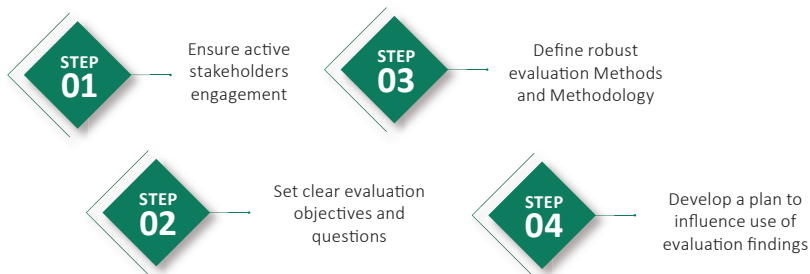 STEP
01
Ensure active
stakeholders
engagement
STEP
02
Set clear evaluation
objectives and
questions
STEP
03
Define robust
evaluation Methods
and Methodology
STEP
04
Develop a plan to
influence use of
evaluation findings